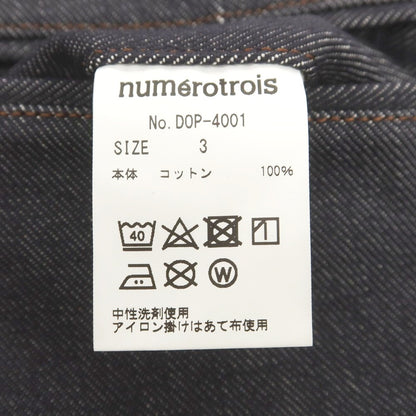 numérotrois
No. DOP-4001
SIZE 3
本体 コットン 100%
40
W
中性洗剤使用
アイロン掛けはあて布使用